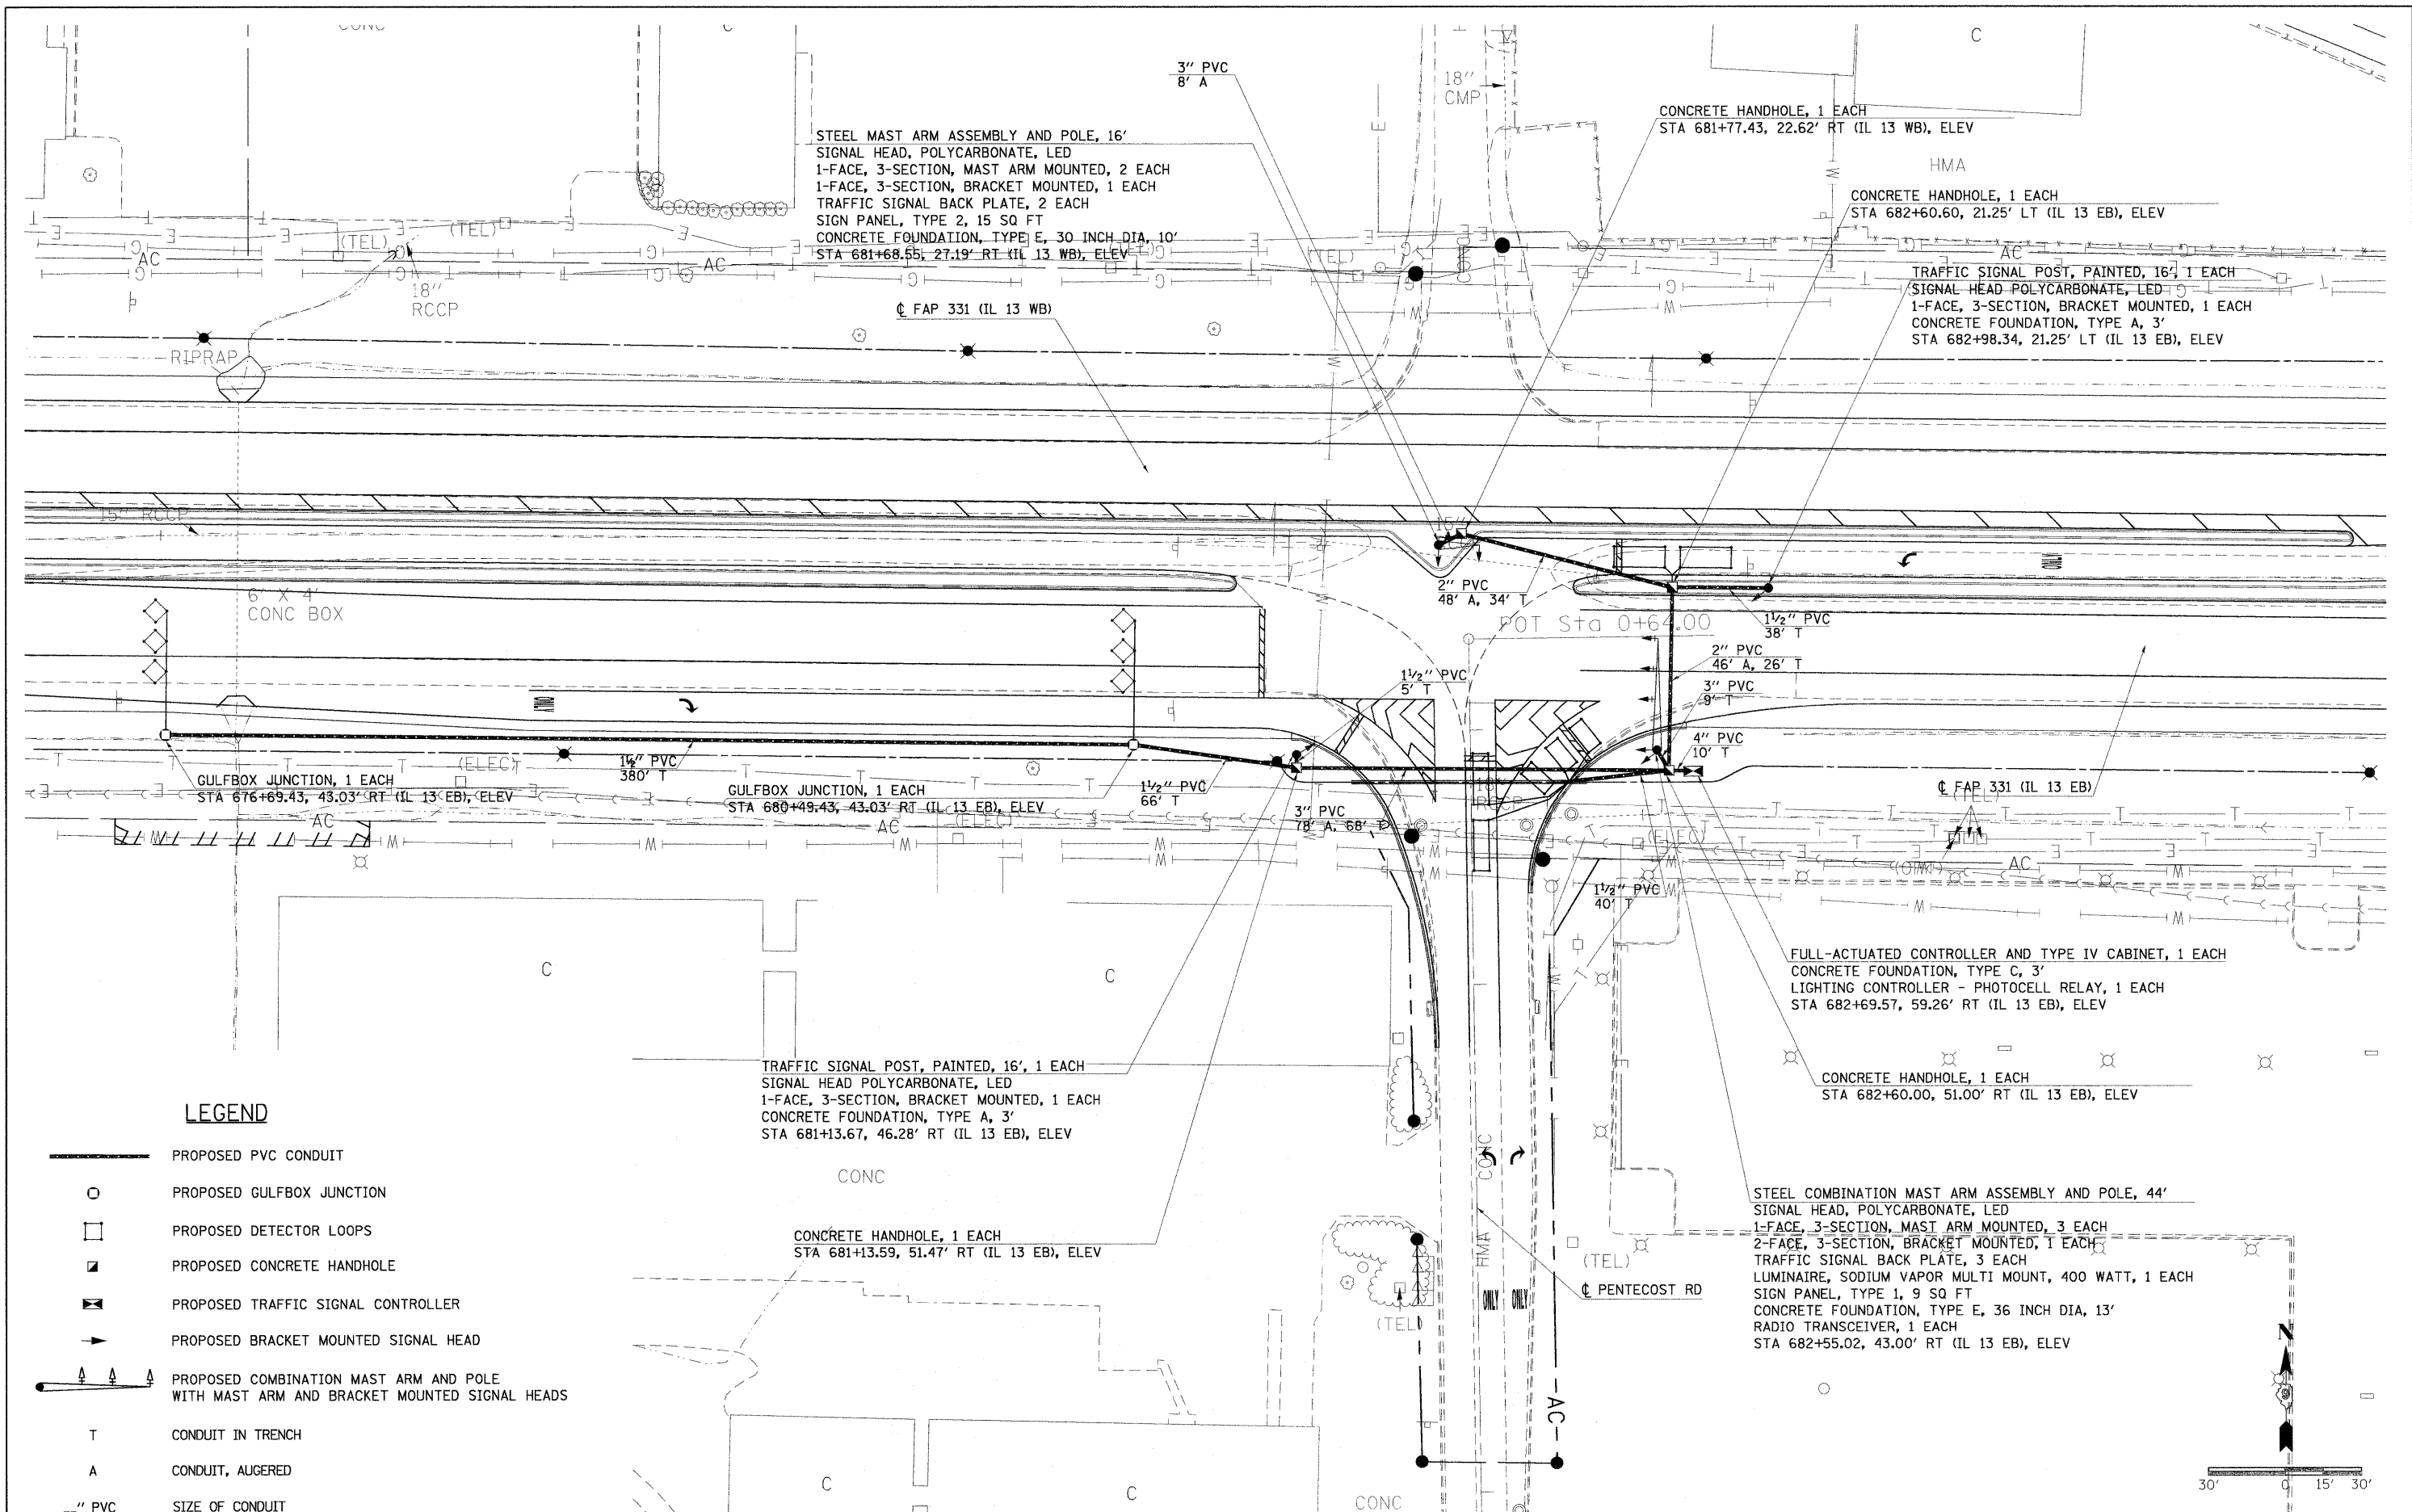 CONC
C
C
3" PVC
8' A
18"
CMP
CONCRETE HANDHOLE, 1 EACH
STA 681+77.43, 22.62' RT (IL 13 WB), ELEV
HMA
STEEL MAST ARM ASSEMBLY AND POLE, 16'
SIGNAL HEAD, POLYCARBONATE, LED
1-FACE, 3-SECTION, MAST ARM MOUNTED, 2 EACH
1-FACE, 3-SECTION, BRACKET MOUNTED, 1 EACH
TRAFFIC SIGNAL BACK PLATE, 2 EACH
SIGN PANEL, TYPE 2, 15 SQ FT
CONCRETE FOUNDATION, TYPE E, 30 INCH DIA, 10'
STA 681+68.55, 27.19' RT (IL 13 WB), ELEV
CONCRETE HANDHOLE, 1 EACH
STA 682+60.60, 21.25' LT (IL 13 EB), ELEV
(TEL)
(TEL)
(TEL)
AC
AC
AC
TRAFFIC SIGNAL POST, PAINTED, 16', 1 EACH
SIGNAL HEAD POLYCARBONATE, LED
1-FACE, 3-SECTION, BRACKET MOUNTED, 1 EACH
CONCRETE FOUNDATION, TYPE A, 3'
STA 682+98.34, 21.25' LT (IL 13 EB), ELEV
18"
RCCP
℄ FAP 331 (IL 13 WB)
RIPRAP
15" RCCP
15"
6' X 4'
CONC BOX
2" PVC
48' A, 34' T
POT Sta 0+64.00
1½" PVC
38' T
2" PVC
46' A, 26' T
1½" PVC
5' T
3" PVC
9' T
4" PVC
10' T
(ELEC)
1½" PVC
380' T
GULFBOX JUNCTION, 1 EACH
STA 676+69.43, 43.03' RT (IL 13 EB), ELEV
GULFBOX JUNCTION, 1 EACH
STA 680+49.43, 43.03' RT (IL 13 EB), ELEV
1½" PVC
66' T
3" PVC
78' A, 68' T
18"
RCCP
℄ FAP 331 (IL 13 EB)
(TEL)
AC
AC
(ELEC)
(ELEC)
AC
1½" PVC
40' T
C
C
FULL-ACTUATED CONTROLLER AND TYPE IV CABINET, 1 EACH
CONCRETE FOUNDATION, TYPE C, 3'
LIGHTING CONTROLLER - PHOTOCELL RELAY, 1 EACH
STA 682+69.57, 59.26' RT (IL 13 EB), ELEV
TRAFFIC SIGNAL POST, PAINTED, 16', 1 EACH
SIGNAL HEAD POLYCARBONATE, LED
1-FACE, 3-SECTION, BRACKET MOUNTED, 1 EACH
CONCRETE FOUNDATION, TYPE A, 3'
STA 681+13.67, 46.28' RT (IL 13 EB), ELEV
CONCRETE HANDHOLE, 1 EACH
STA 682+60.00, 51.00' RT (IL 13 EB), ELEV
CONC
CONC
HMA
CONCRETE HANDHOLE, 1 EACH
STA 681+13.59, 51.47' RT (IL 13 EB), ELEV
STEEL COMBINATION MAST ARM ASSEMBLY AND POLE, 44'
SIGNAL HEAD, POLYCARBONATE, LED
1-FACE, 3-SECTION, MAST ARM MOUNTED, 3 EACH
2-FACE, 3-SECTION, BRACKET MOUNTED, 1 EACH
TRAFFIC SIGNAL BACK PLATE, 3 EACH
LUMINAIRE, SODIUM VAPOR MULTI MOUNT, 400 WATT, 1 EACH
SIGN PANEL, TYPE 1, 9 SQ FT
CONCRETE FOUNDATION, TYPE E, 36 INCH DIA, 13'
RADIO TRANSCEIVER, 1 EACH
STA 682+55.02, 43.00' RT (IL 13 EB), ELEV
(TEL)
(TEL)
ONLY ONLY
℄ PENTECOST RD
AC
C
C
CONC
N
30' 0 15' 30'
LEGEND
PROPOSED PVC CONDUIT
PROPOSED GULFBOX JUNCTION
PROPOSED DETECTOR LOOPS
PROPOSED CONCRETE HANDHOLE
PROPOSED TRAFFIC SIGNAL CONTROLLER
PROPOSED BRACKET MOUNTED SIGNAL HEAD
PROPOSED COMBINATION MAST ARM AND POLE
WITH MAST ARM AND BRACKET MOUNTED SIGNAL HEADS
T CONDUIT IN TRENCH
A CONDUIT, AUGERED
__" PVC SIZE OF CONDUIT